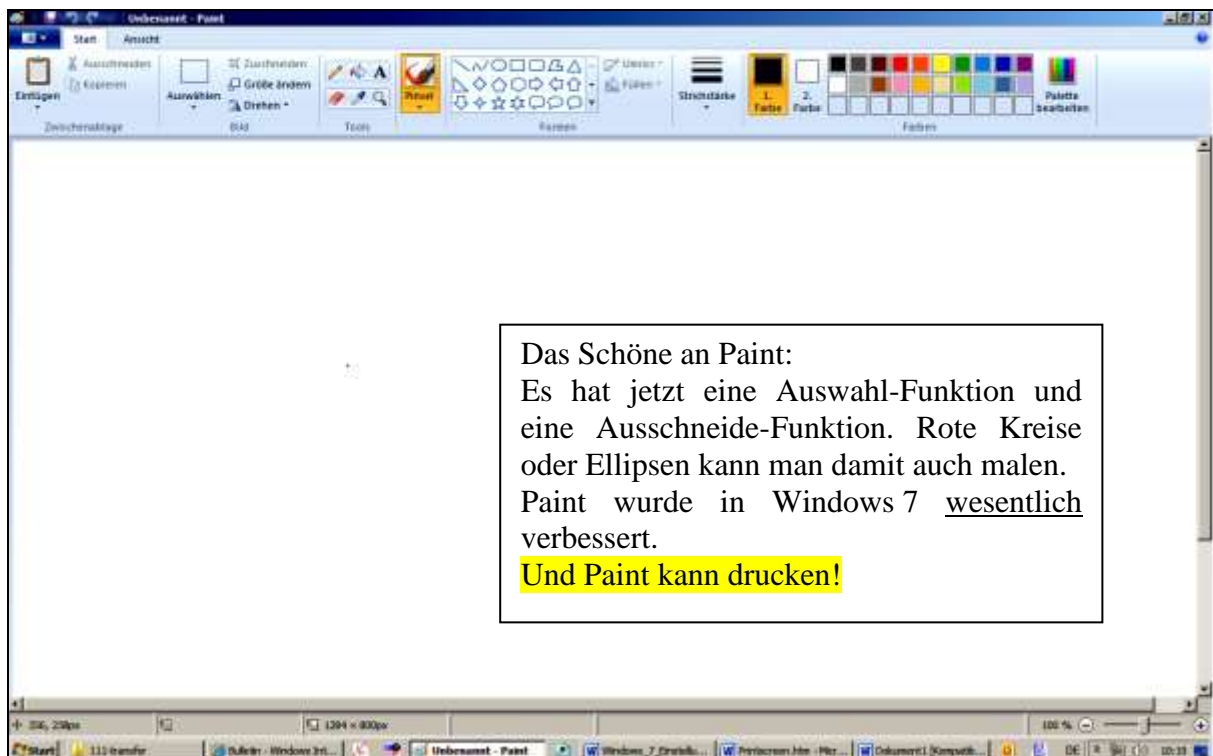 Unbenannt - Paint
Start Ansicht
Ausschneiden
Kopieren
Einfügen
Zwischenablage
Auswählen
Zuschneiden
Größe ändern
Drehen
Bild
A
Tools
Pinsel
Umriss
Füllen
Formen
Strichstärke
1. Farbe
2. Farbe
Palette bearbeiten
Farben
Das Schöne an Paint:
Es hat jetzt eine Auswahl-Funktion und
eine Ausschneide-Funktion. Rote Kreise
oder Ellipsen kann man damit auch malen.
Paint wurde in Windows 7 wesentlich
verbessert.
Und Paint kann drucken!
1284 × 800px
100 %
Start
Unbenannt - Paint
DE